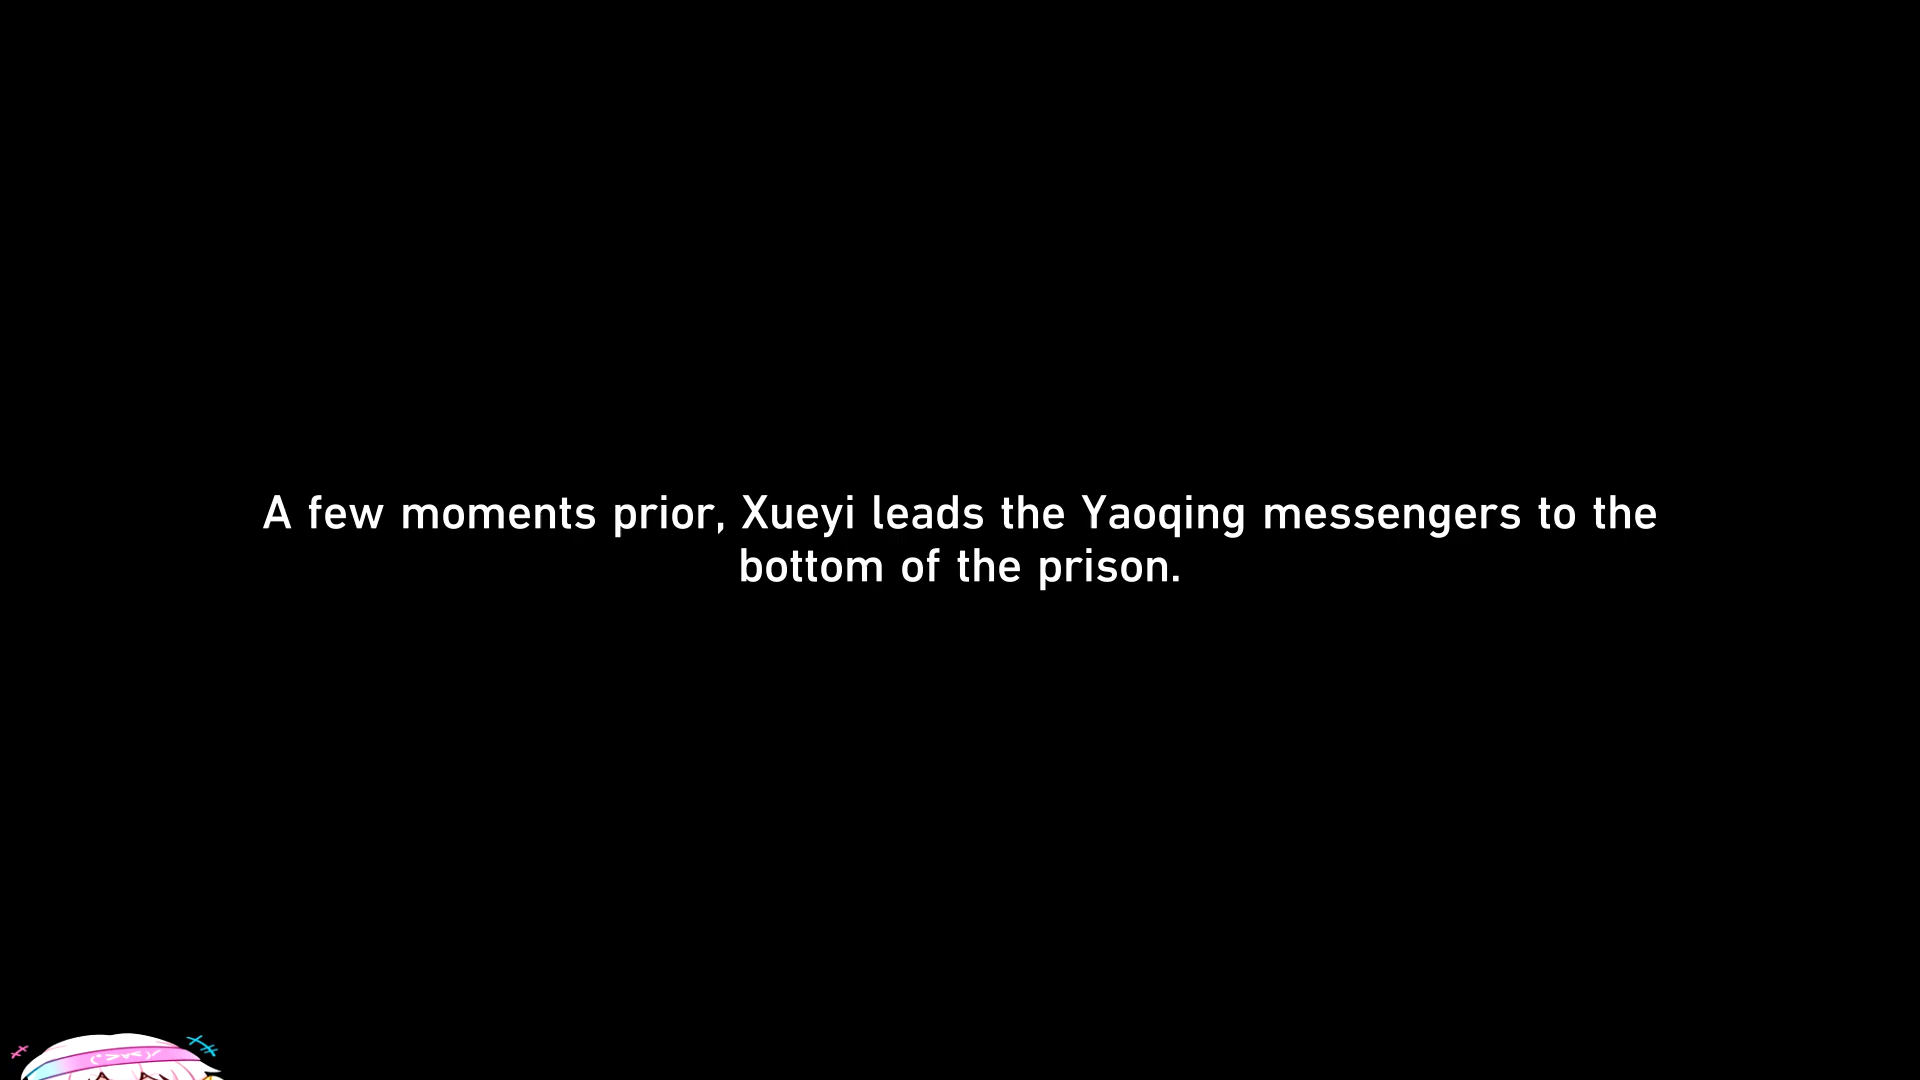 A few moments prior, Xueyi leads the Yaoqing messengers to the
bottom of the prison.